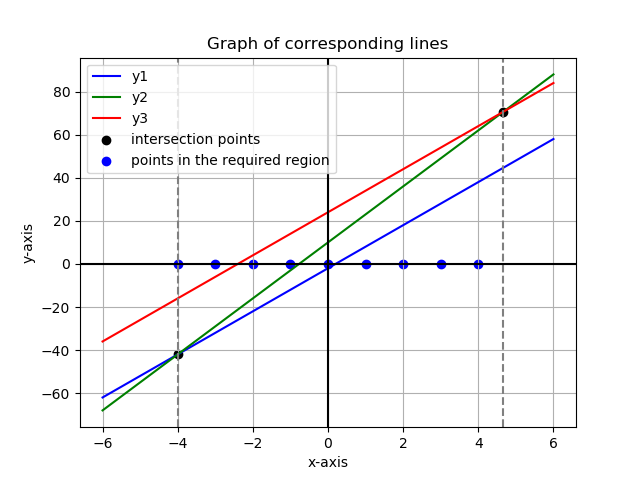 Graph of corresponding lines
y1
y2
y3
intersection points
points in the required region
y-axis
80
60
40
20
0
−20
−40
−60
−6 −4 −2 0 2 4 6
x-axis